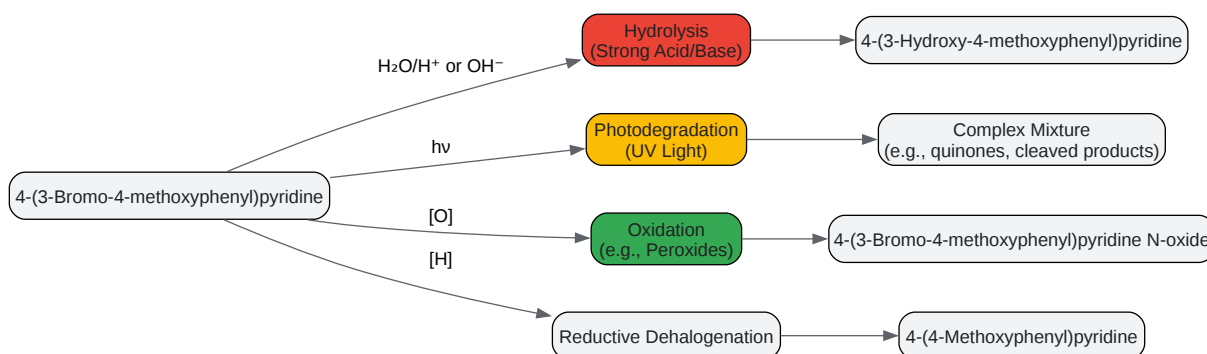 Hydrolysis
(Strong Acid/Base)
4-(3-Hydroxy-4-methoxyphenyl)pyridine
H₂O/H⁺ or OH⁻
Photodegradation
(UV Light)
Complex Mixture
(e.g., quinones, cleaved products)
hν
4-(3-Bromo-4-methoxyphenyl)pyridine
[O]
Oxidation
(e.g., Peroxides)
4-(3-Bromo-4-methoxyphenyl)pyridine N-oxide
[H]
Reductive Dehalogenation
4-(4-Methoxyphenyl)pyridine